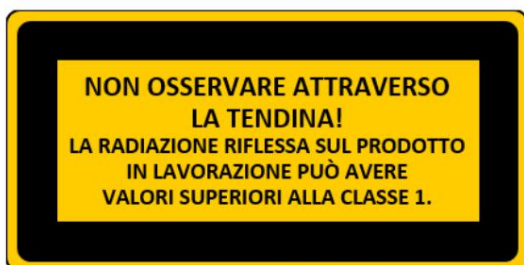 NON OSSERVARE ATTRAVERSO
LA TENDINA!
LA RADIAZIONE RIFLESSA SUL PRODOTTO
IN LAVORAZIONE PUÒ AVERE
VALORI SUPERIORI ALLA CLASSE 1.